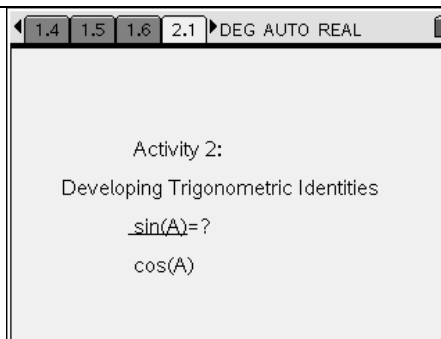 1.4 1.5 1.6 2.1 DEG AUTO REAL
Activity 2:
Developing Trigonometric Identities
sin(A)=?
cos(A)